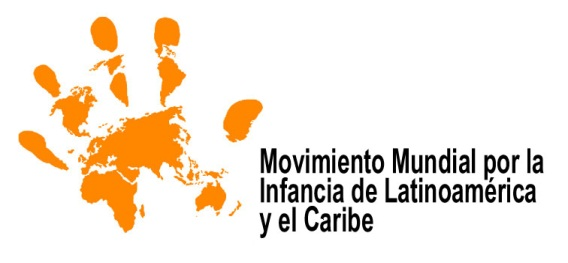 Movimiento Mundial por la
Infancia de Latinoamérica
y el Caribe